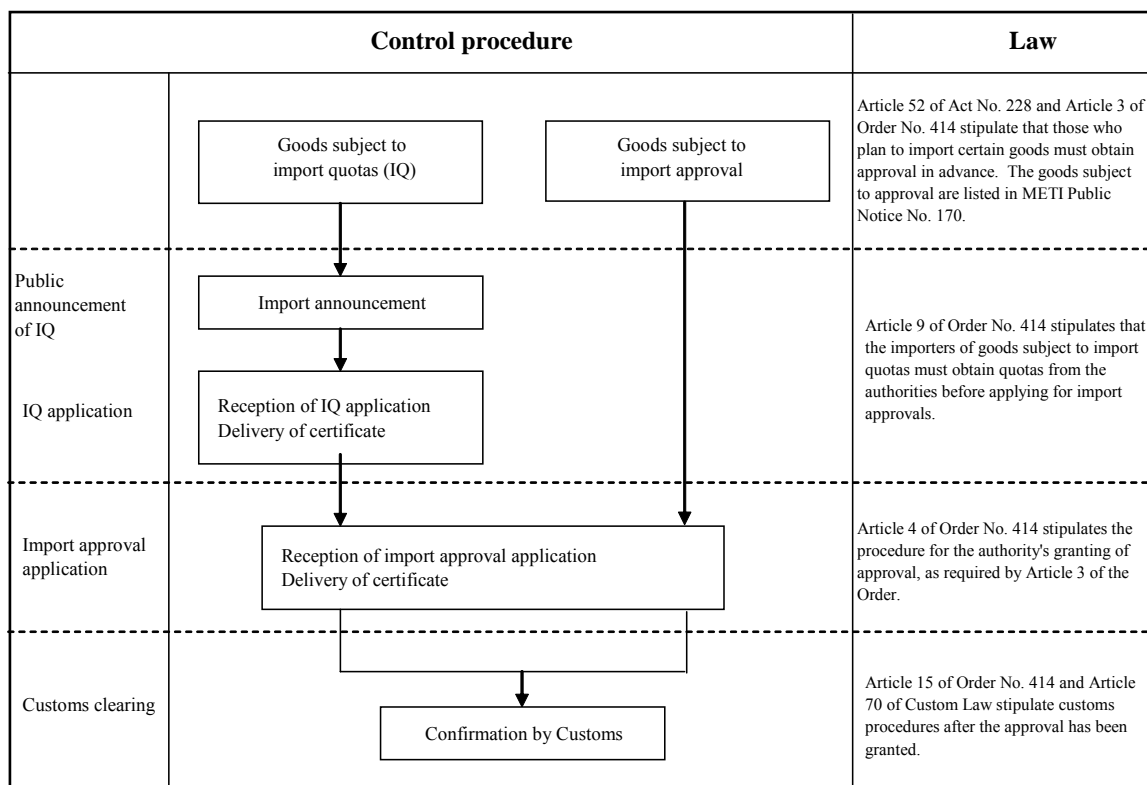 Control procedure
Law
Goods subject to
import quotas (IQ)
Goods subject to
import approval
Article 52 of Act No. 228 and Article 3 of
Order No. 414 stipulate that those who
plan to import certain goods must obtain
approval in advance.  The goods subject
to approval are listed in METI Public
Notice No. 170.
Public
announcement
of IQ
Import announcement
IQ application
Reception of IQ application
Delivery of certificate
Article 9 of Order No. 414 stipulates that
the importers of goods subject to import
quotas must obtain quotas from the
authorities before applying for import
approvals.
Import approval
application
Reception of import approval application
Delivery of certificate
Article 4 of Order No. 414 stipulates the
procedure for the authority's granting of
approval, as required by Article 3 of the
Order.
Customs clearing
Confirmation by Customs
Article 15 of Order No. 414 and Article
70 of Custom Law stipulate customs
procedures after the approval has been
granted.